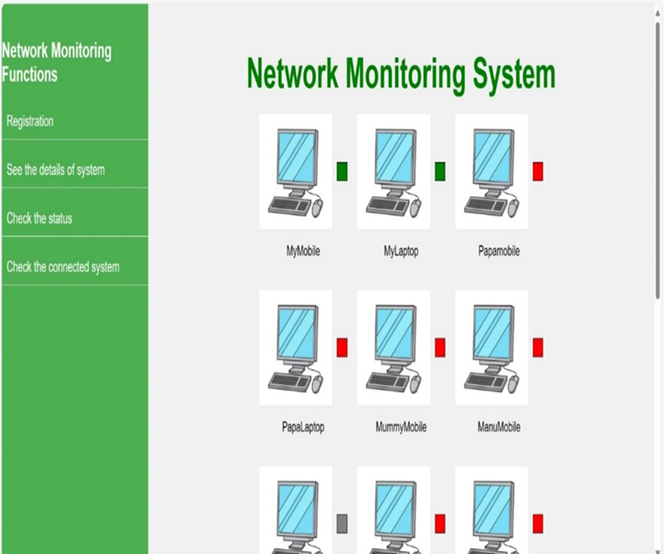 Network Monitoring
Functions
Registration
See the details of system
Check the status
Check the connected system
Network Monitoring System
MyMobile
MyLaptop
Papamobile
PapaLaptop
MummyMobile
ManuMobile